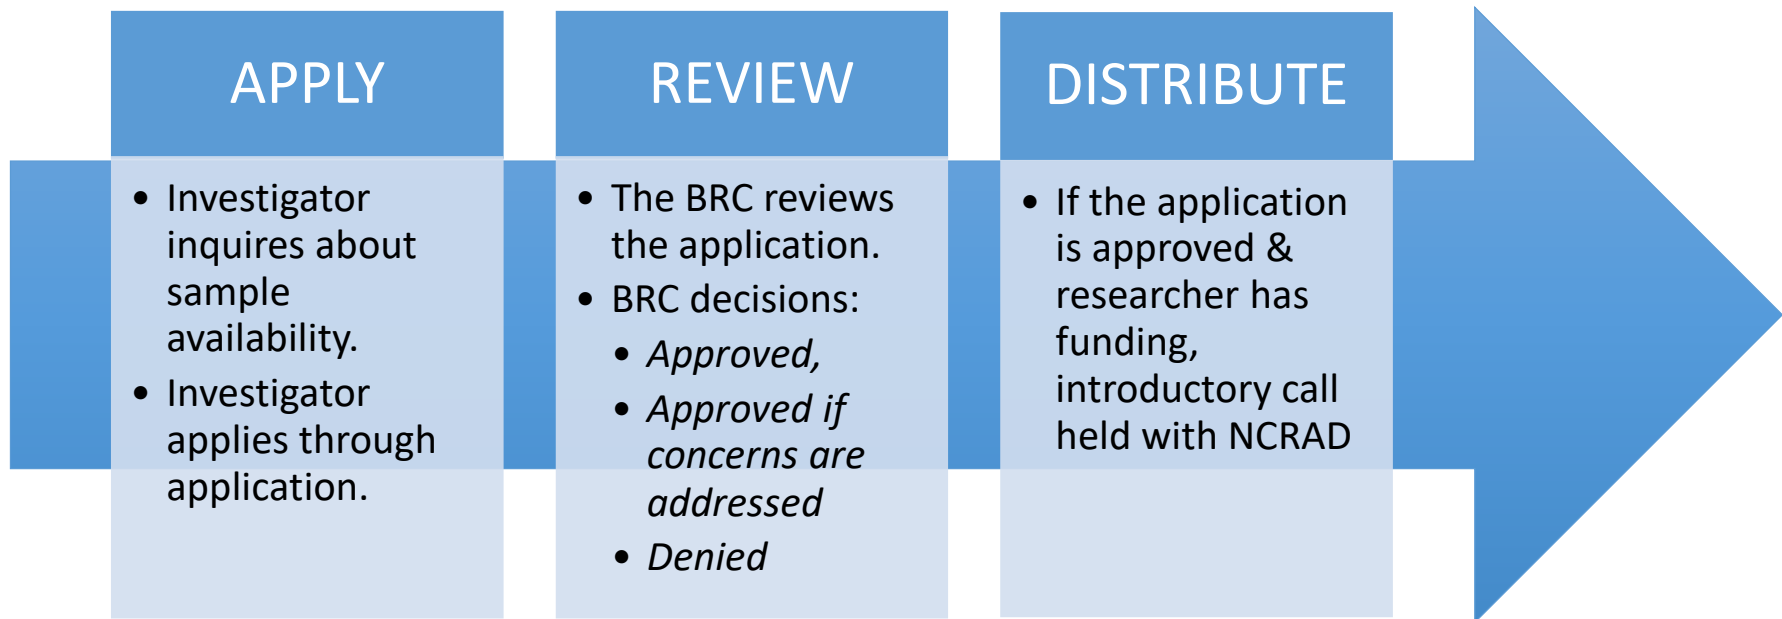 APPLY
• Investigator
inquires about
sample
availability.
• Investigator
applies through
application.
REVIEW
• The BRC reviews
the application.
• BRC decisions:
• Approved,
• Approved if
concerns are
addressed
• Denied
DISTRIBUTE
• If the application
is approved &
researcher has
funding,
introductory call
held with NCRAD